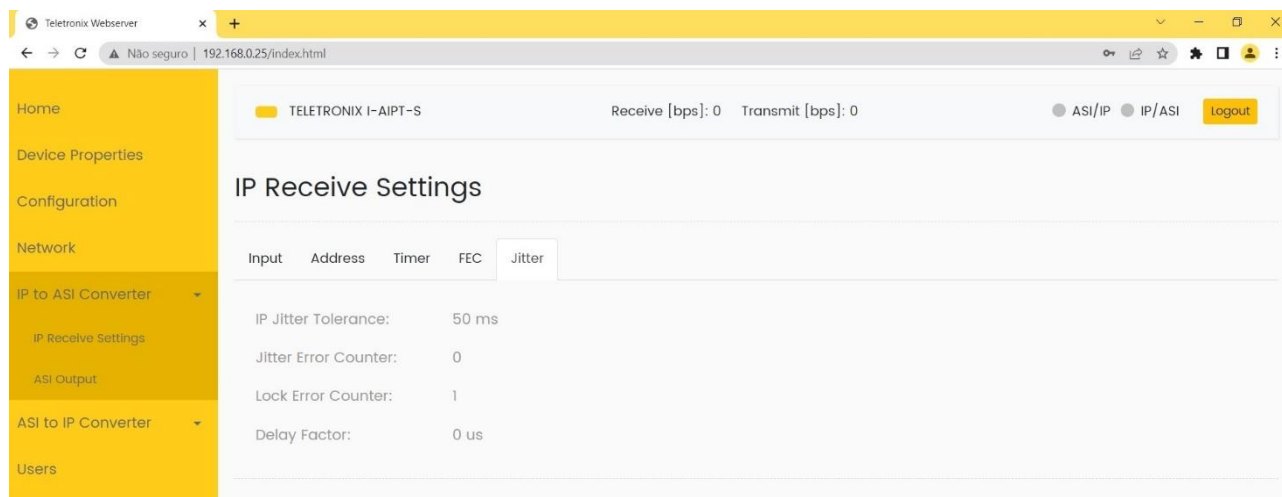 Teletronix Webserver
Não seguro | 192.168.0.25/index.html
Home
Device Properties
Configuration
Network
IP to ASI Converter
IP Receive Settings
ASI Output
ASI to IP Converter
Users
TELETRONIX I-AIPT-S Receive [bps]: 0 Transmit [bps]: 0 ASI/IP IP/ASI Logout
IP Receive Settings
Input Address Timer FEC Jitter
IP Jitter Tolerance: 50 ms
Jitter Error Counter: 0
Lock Error Counter: 1
Delay Factor: 0 us